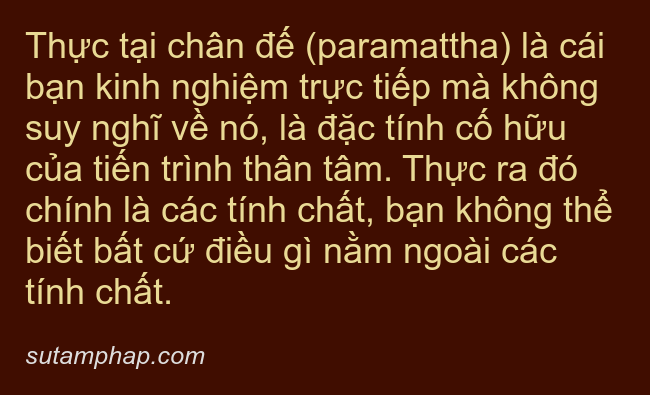 Thực tại chân đế (paramattha) là cái
bạn kinh nghiệm trực tiếp mà không
suy nghĩ về nó, là đặc tính cố hữu
của tiến trình thân tâm. Thực ra đó
chính là các tính chất, bạn không thể
biết bất cứ điều gì nằm ngoài các
tính chất.
sutamphap.com